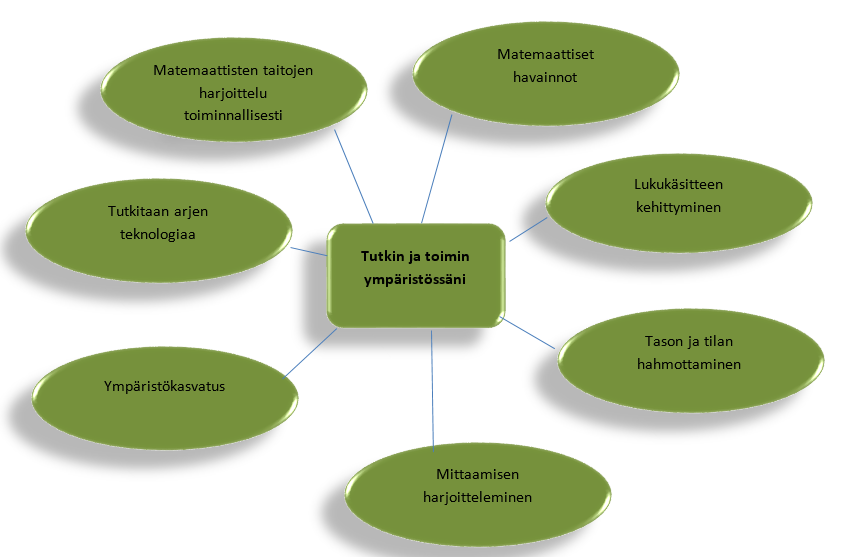 Matemaattisten taitojen
harjoittelu
toiminnallisesti
Matemaattiset
havainnot
Lukukäsitteen
kehittyminen
Tutkitaan arjen
teknologiaa
Tutkin ja toimin
ympäristössäni
Tason ja tilan
hahmottaminen
Ympäristökasvatus
Mittaamisen
harjoitteleminen